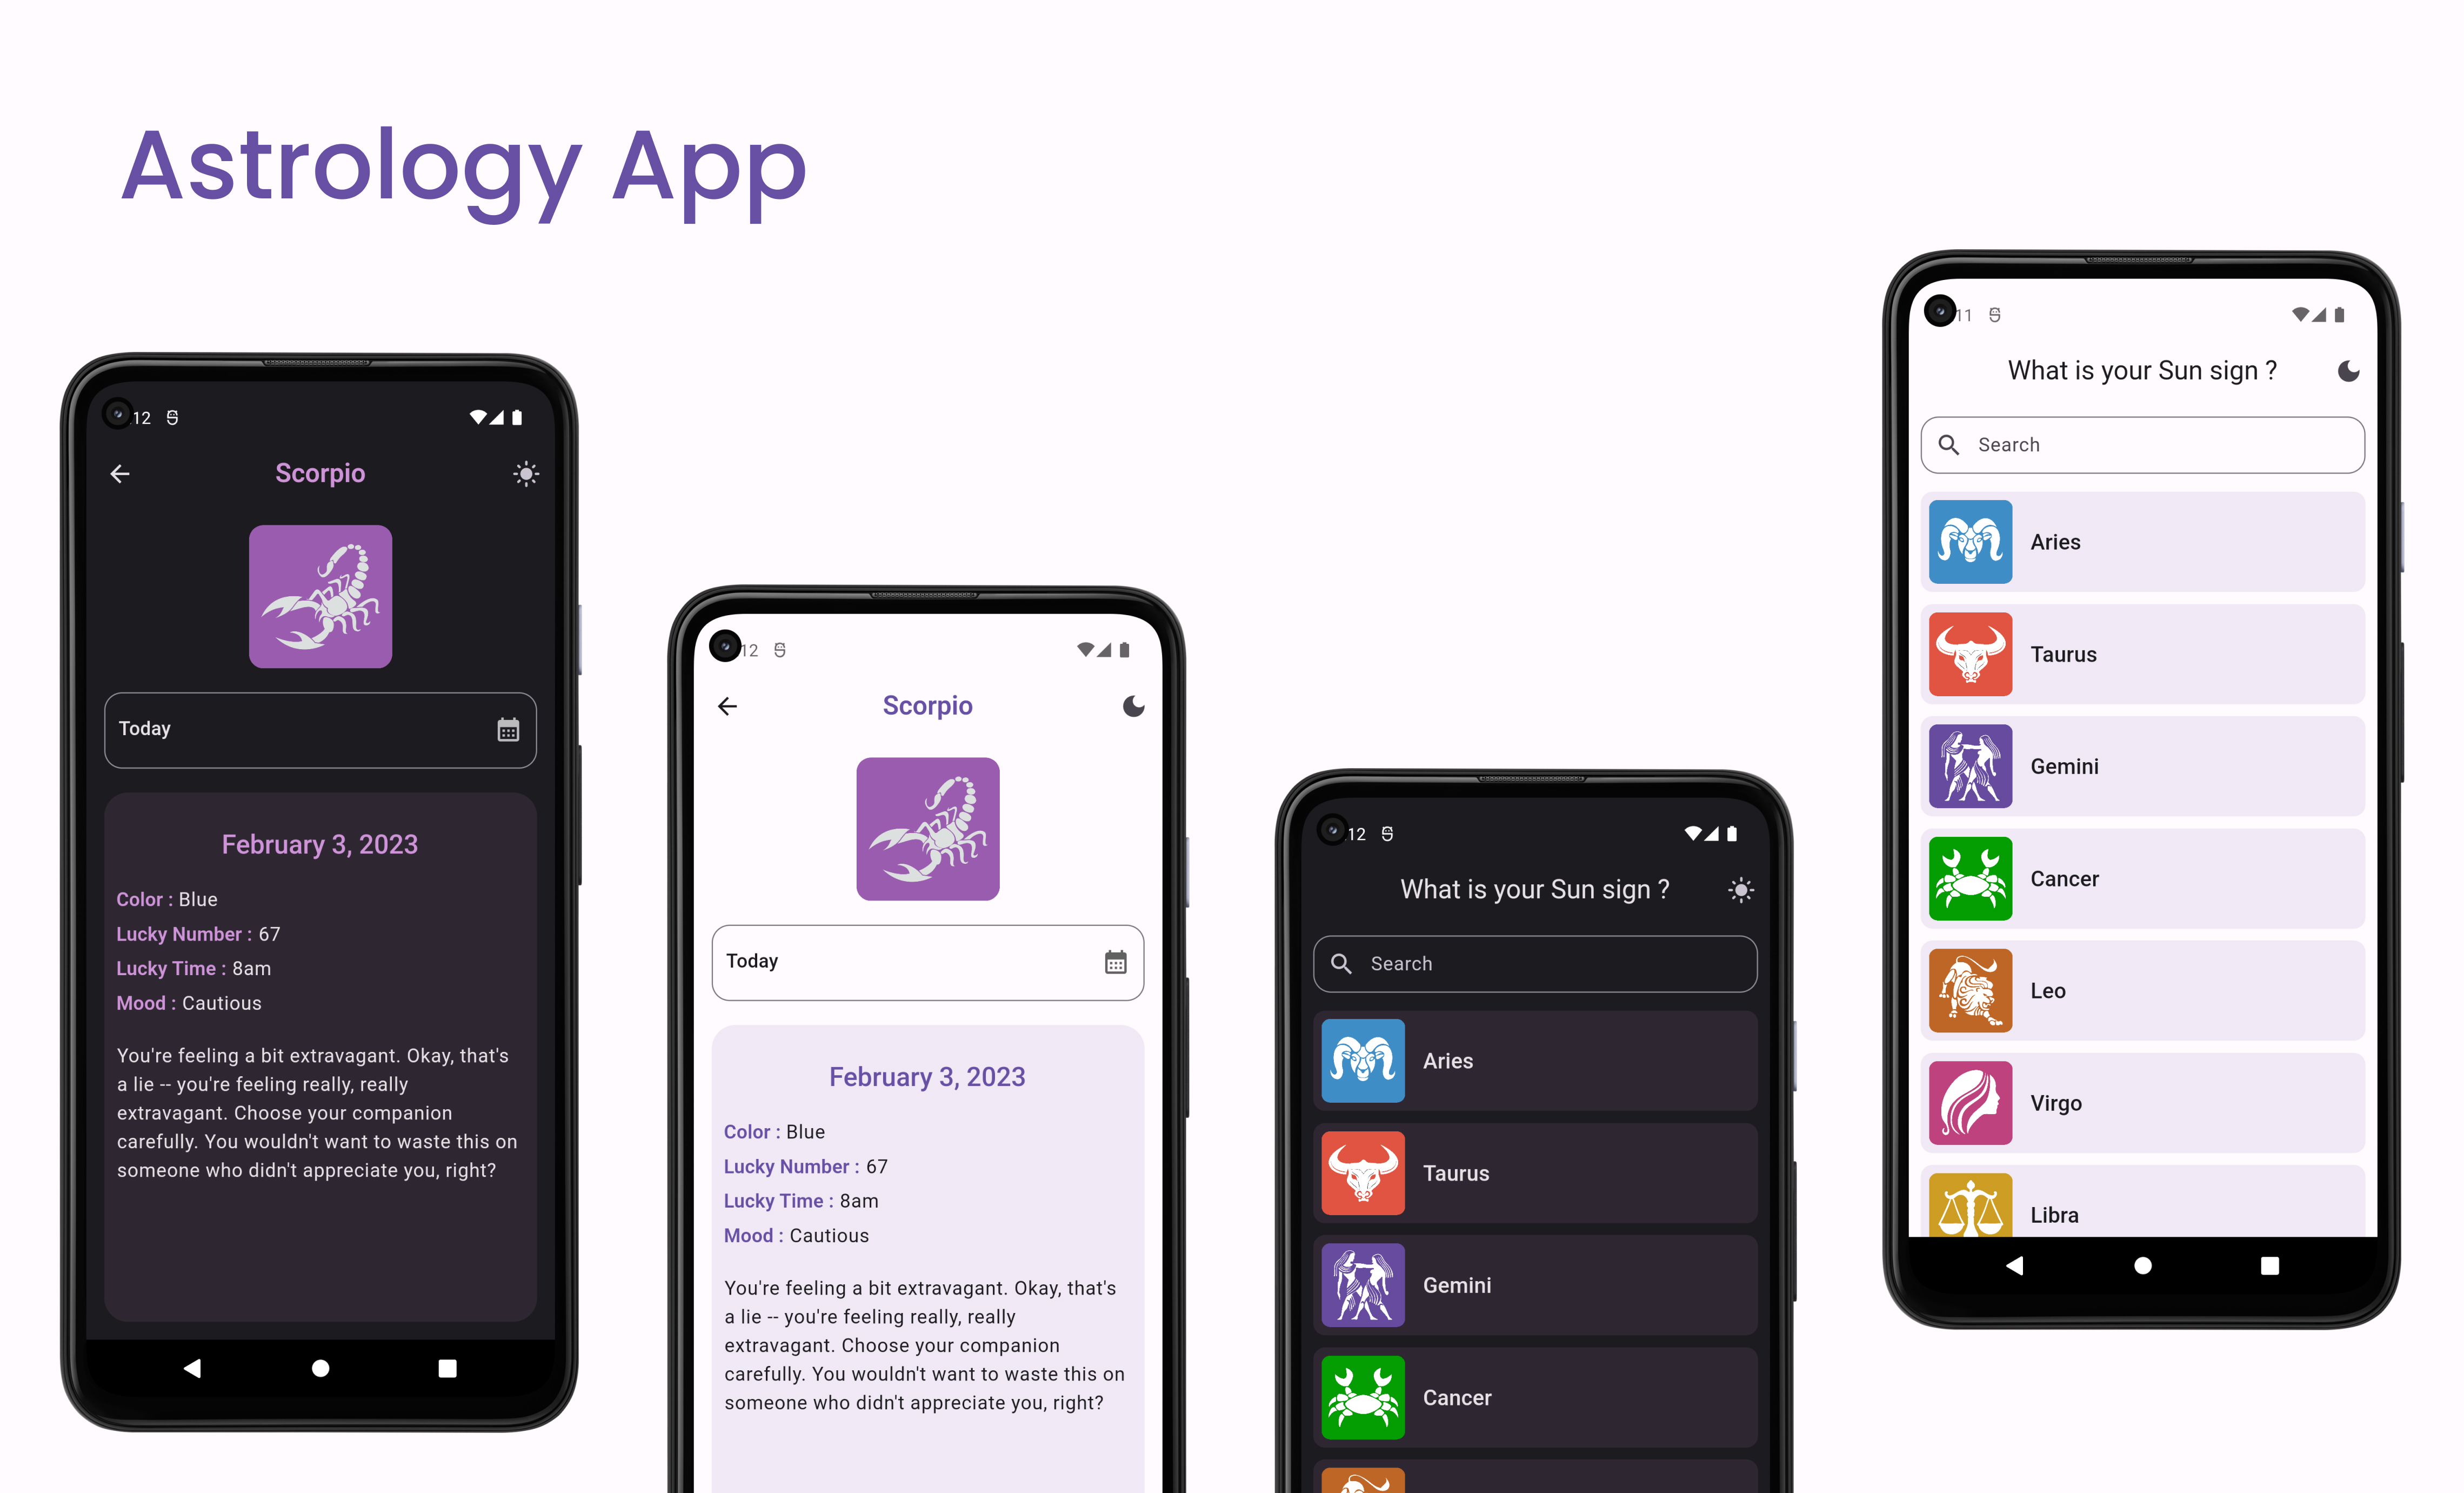 Astrology App
12
Scorpio
Today
February 3, 2023
Color : Blue
Lucky Number : 67
Lucky Time : 8am
Mood : Cautious
You're feeling a bit extravagant. Okay, that's
a lie -- you're feeling really, really
extravagant. Choose your companion
carefully. You wouldn't want to waste this on
someone who didn't appreciate you, right?
12
Scorpio
Today
February 3, 2023
Color : Blue
Lucky Number : 67
Lucky Time : 8am
Mood : Cautious
You're feeling a bit extravagant. Okay, that's
a lie -- you're feeling really, really
extravagant. Choose your companion
carefully. You wouldn't want to waste this on
someone who didn't appreciate you, right?
12
What is your Sun sign ?
Search
Aries
Taurus
Gemini
Cancer
11
What is your Sun sign ?
Search
Aries
Taurus
Gemini
Cancer
Leo
Virgo
Libra